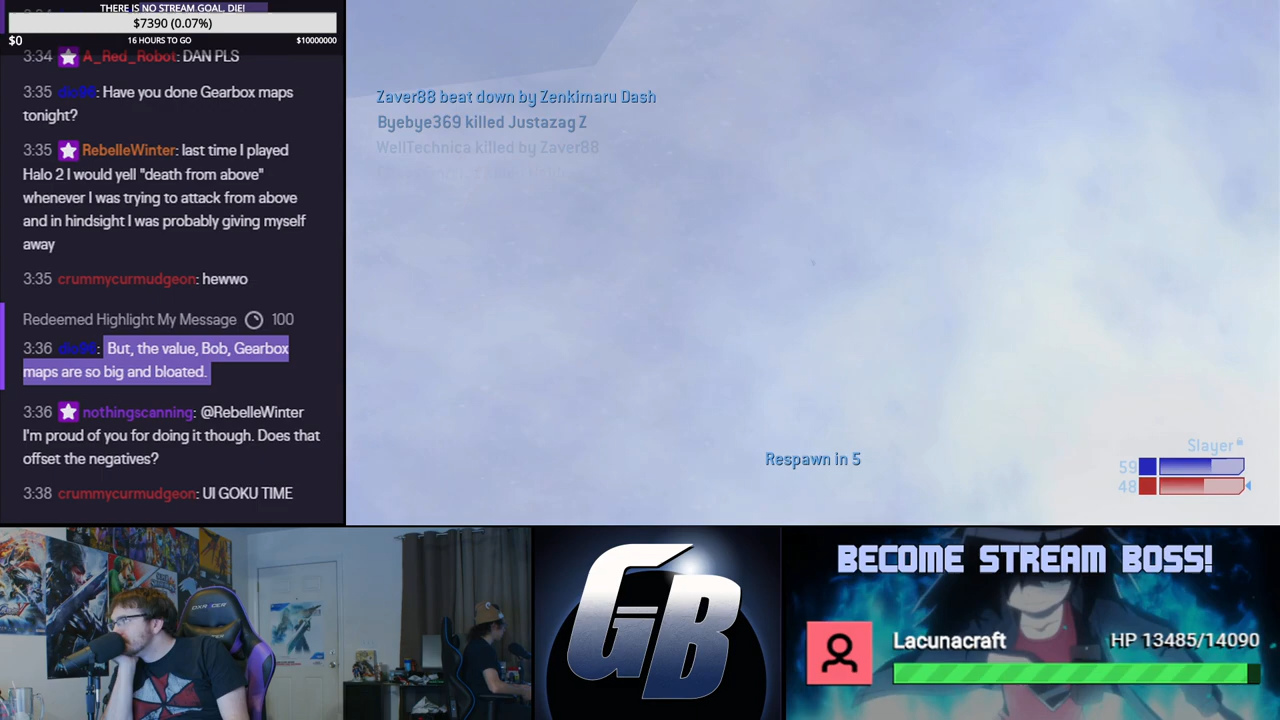 THERE IS NO STREAM GOAL. DIE!
$7390 (0.07%)
$0 16 HOURS TO GO $10000000
3:34 A_Red_Robot: DAN PLS
3:35 : Have you done Gearbox maps
tonight?
3:35 RebelleWinter: last time I played
Halo 2 I would yell "death from above"
whenever I was trying to attack from above
and in hindsight I was probably giving myself
away
3:35 crummycurmudgeon: hewwo
Redeemed Highlight My Message 100
3:36 : But, the value, Bob, Gearbox
maps are so big and bloated.
3:36 nothingscanning: @RebelleWinter
I'm proud of you for doing it though. Does that
offset the negatives?
3:38 crummycurmudgeon: UI GOKU TIME
Zaver88 beat down by Zenkimaru Dash
Byebye369 killed Justazag Z
WellTechnica killed by Zaver88
Respawn in 5
Slayer
59
48
DXRACER
GB
BECOME STREAM BOSS!
Lacunacraft HP 13485/14090